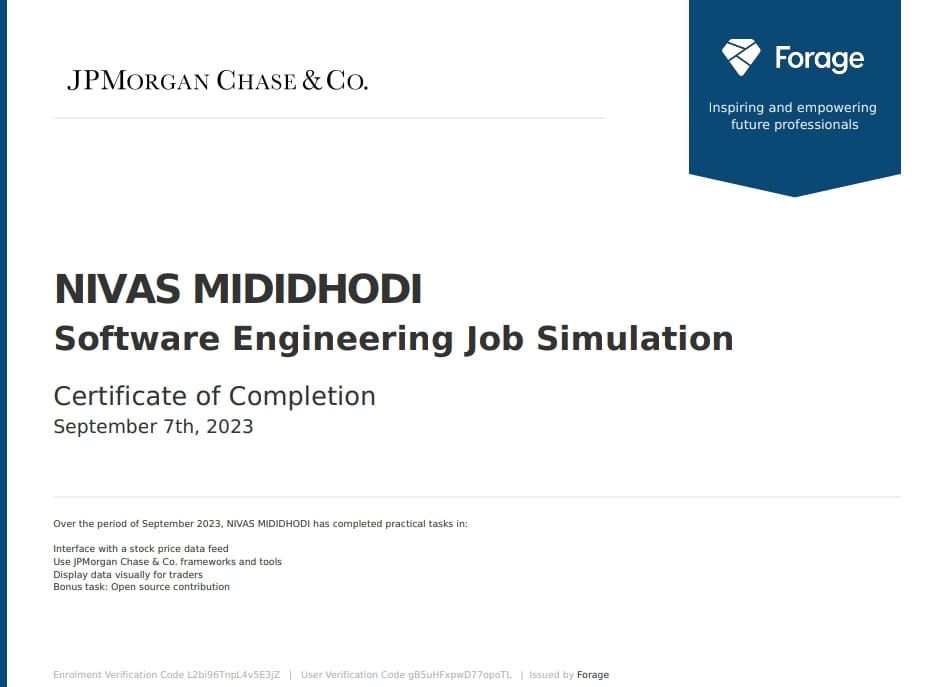 JPMORGAN CHASE & CO.
Forage
Inspiring and empowering
future professionals
NIVAS MIDIDHODI
Software Engineering Job Simulation
Certificate of Completion
September 7th, 2023
Over the period of September 2023, NIVAS MIDIDHODI has completed practical tasks in:
Interface with a stock price data feed
Use JPMorgan Chase & Co. frameworks and tools
Display data visually for traders
Bonus task: Open source contribution
Enrolment Verification Code L2bi96TnpL4v5E3jZ | User Verification Code gB5uHFxpwD77opoTL | Issued by Forage